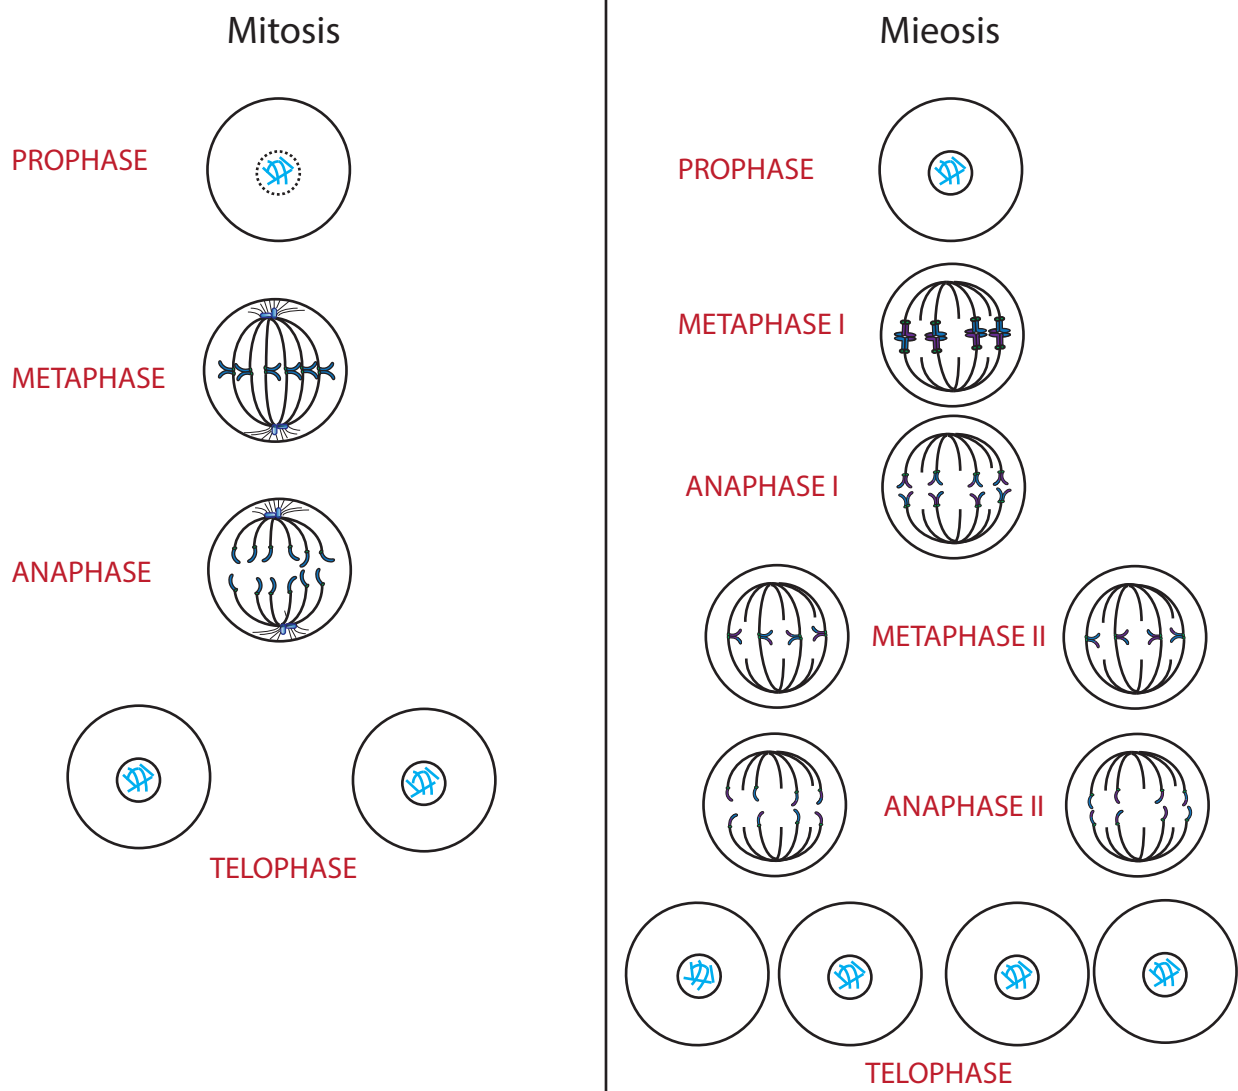 Mitosis
PROPHASE
METAPHASE
ANAPHASE
TELOPHASE
Mieosis
PROPHASE
METAPHASE I
ANAPHASE I
METAPHASE II
ANAPHASE II
TELOPHASE